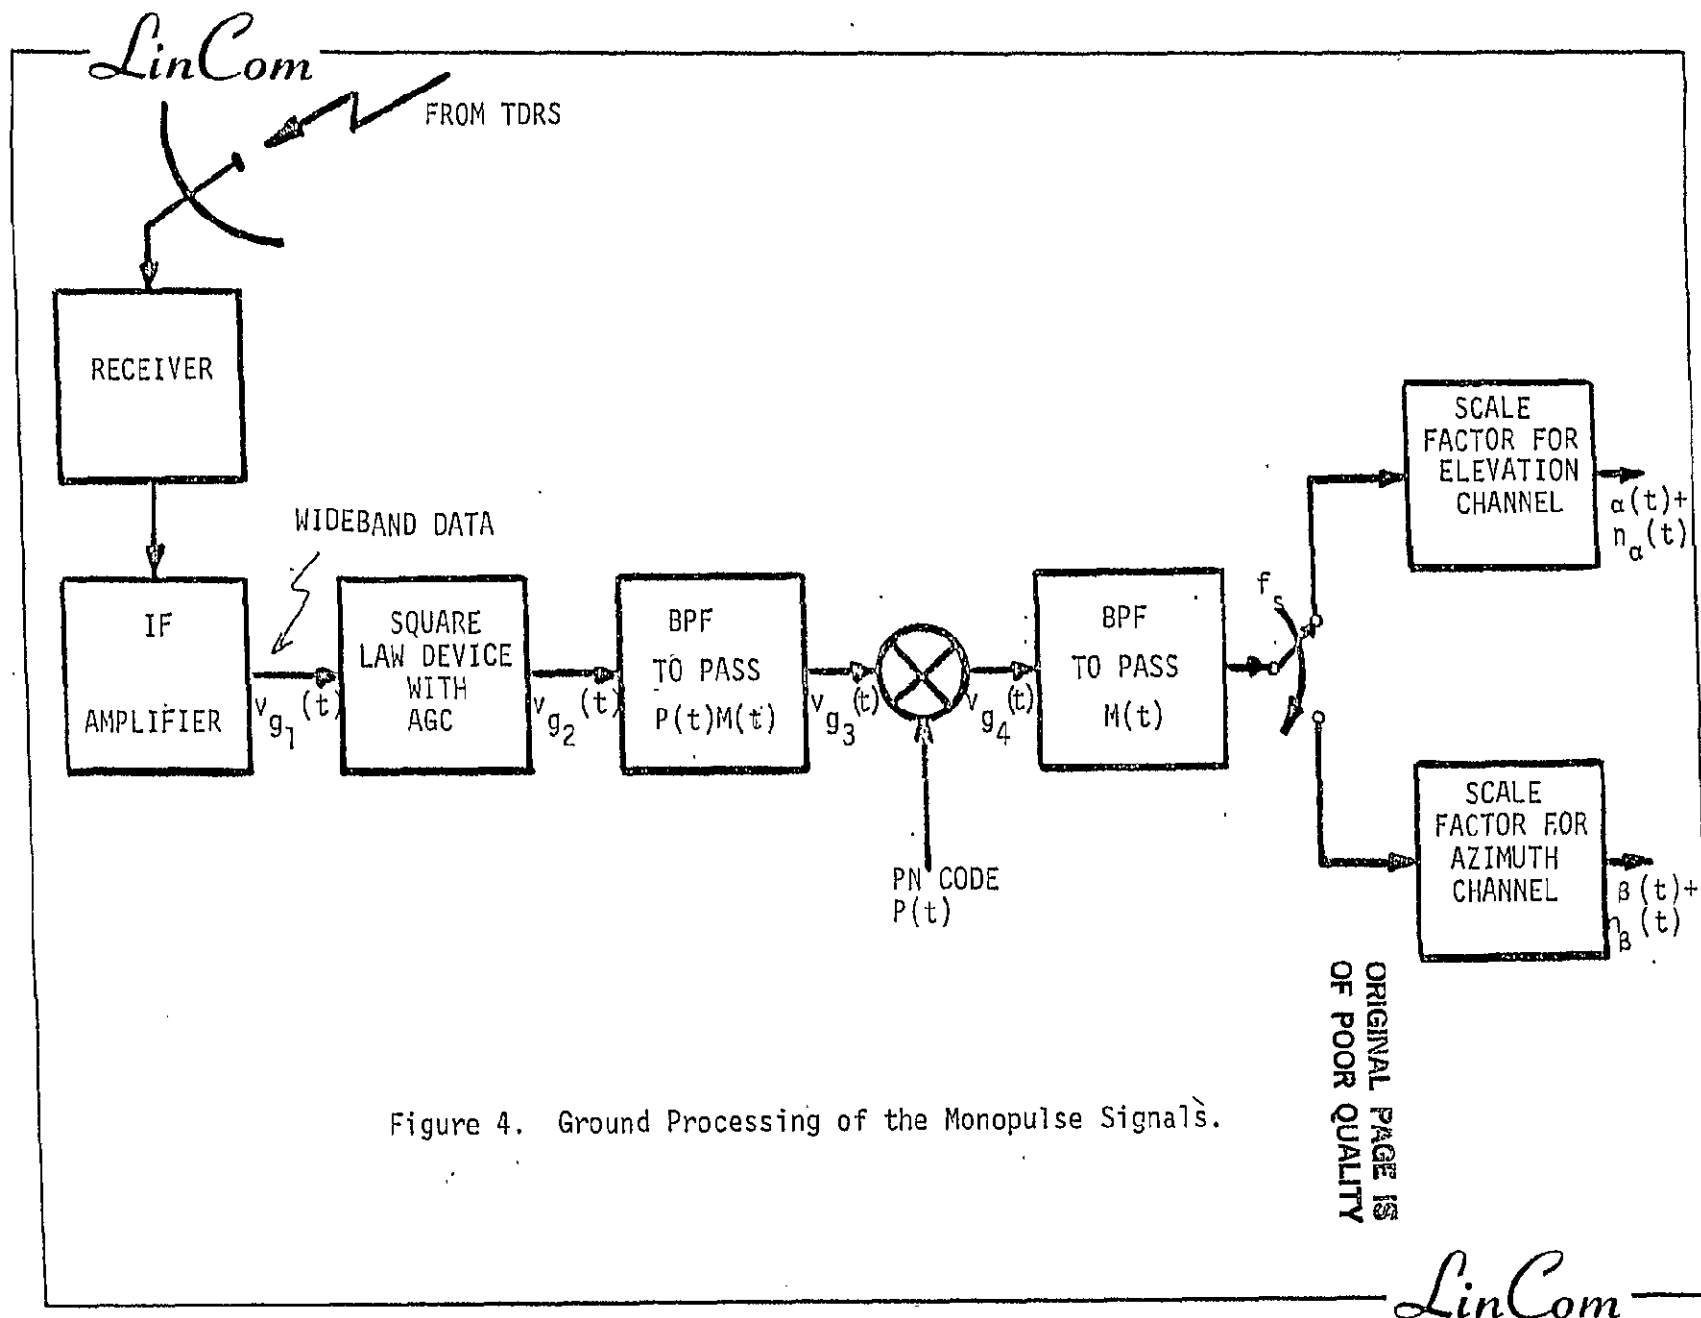 LinCom
FROM TDRS
RECEIVER
WIDEBAND DATA
IF
AMPLIFIER
v_g1(t)
SQUARE
LAW DEVICE
WITH
AGC
v_g2(t)
BPF
TO PASS
P(t)M(t)
v_g3(t)
PN CODE
P(t)
v_g4(t)
BPF
TO PASS
M(t)
f_s
SCALE
FACTOR FOR
ELEVATION
CHANNEL
α(t)+
n_α(t)
SCALE
FACTOR FOR
AZIMUTH
CHANNEL
β(t)+
n_β(t)
ORIGINAL PAGE IS
OF POOR QUALITY
Figure 4. Ground Processing of the Monopulse Signals.
LinCom